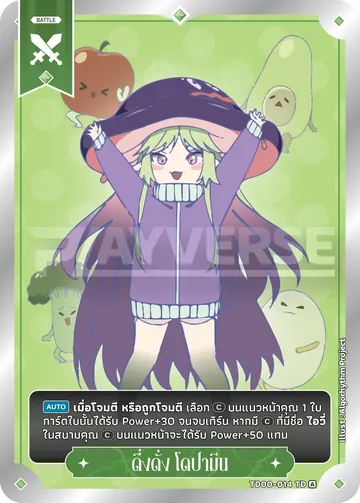 BATTLE
PLAYVERSE
Illust : Algorhythm Project
AUTO เมื่อโจมตี หรือถูกโจมตี เลือก C บนแนวหน้าคุณ 1 ใบ
การ์ดใบนั้นได้รับ Power+30 จนจบเทิร์น หากมี C ที่มีชื่อ ไอวี่
ในสนามคุณ C บนแนวหน้าจะได้รับ Power+50 แทน
ดึ๋งดั๋ง โดปามีน
TD00-014 TD A